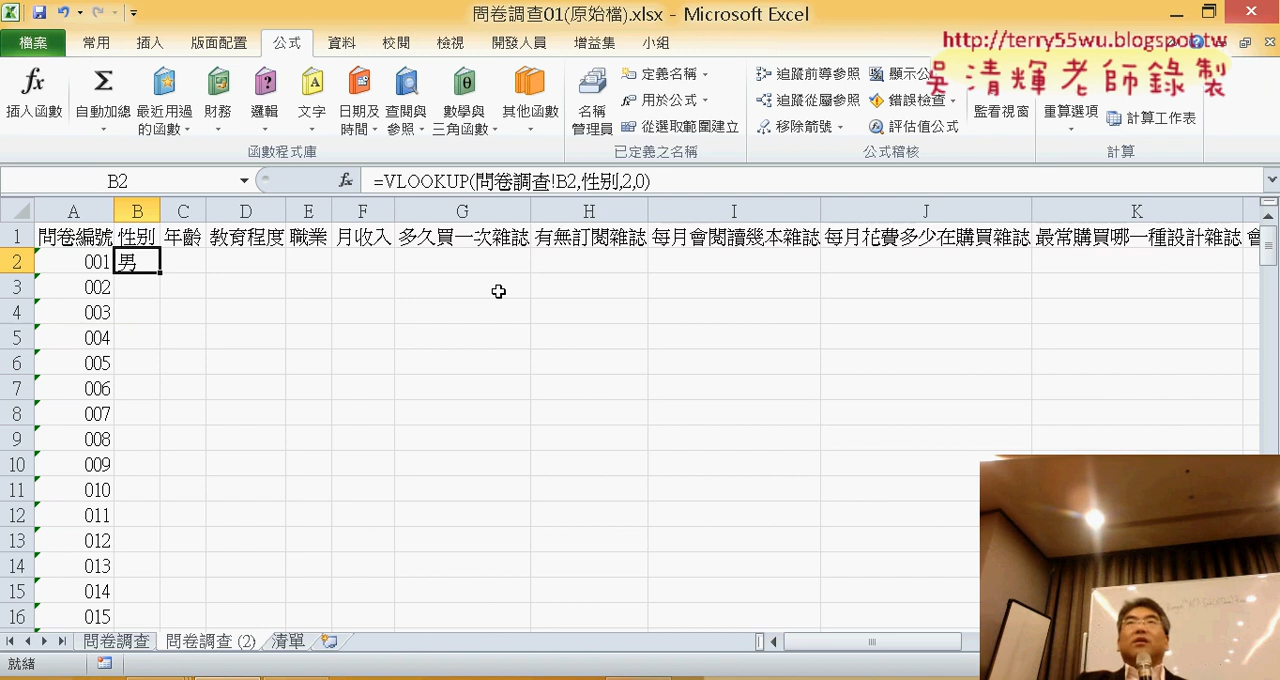 問卷調查01(原始檔).xlsx - Microsoft Excel
http://terry55wu.blogspot.tw
吳清輝老師錄製
檔案 常用 插入 版面配置 公式 資料 校閱 檢視 開發人員 增益集 小組
插入函數 自動加總 最近用過的函數 財務 邏輯 文字 日期及時間 查閱與參照 數學與三角函數 其他函數
函數程式庫
名稱管理員 定義名稱 用於公式 從選取範圍建立
已定義之名稱
追蹤前導參照 追蹤從屬參照 移除箭號 顯示公 錯誤檢查 評估值公式 監看視窗
公式稽核
重算選項 計算工作表
計算
B2 fx =VLOOKUP(問卷調查!B2,性別,2,0)
A B C D E F G H I J K
1 問卷編號 性別 年齡 教育程度 職業 月收入 多久買一次雜誌 有無訂閱雜誌 每月會閱讀幾本雜誌 每月花費多少在購買雜誌 最常購買哪一種設計雜誌 會
2 001 男
3 002
4 003
5 004
6 005
7 006
8 007
9 008
10 009
11 010
12 011
13 012
14 013
15 014
16 015
問卷調查 問卷調查 (2) 清單
就緒